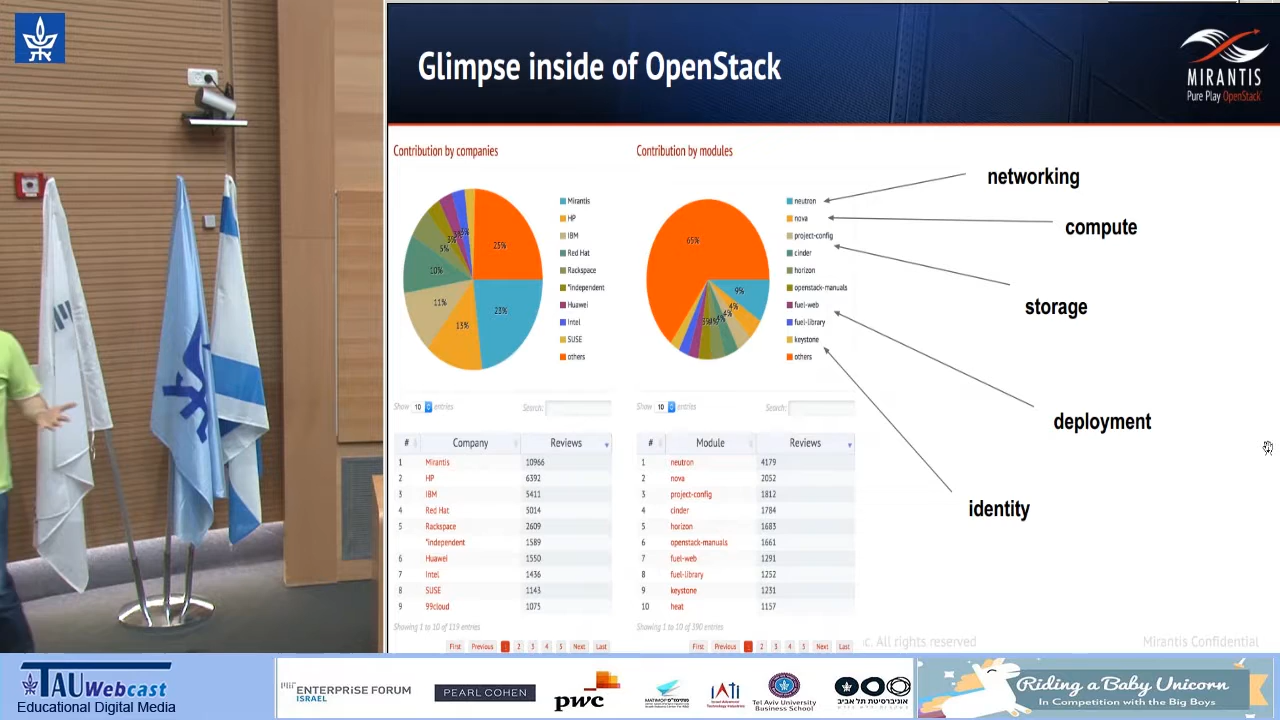 Glimpse inside of OpenStack
MIRANTIS
Pure Play OpenStack
Contribution by companies
25%
23%
13%
11%
10%
5%
3%
Mirantis
HP
IBM
Red Hat
Rackspace
*independent
Huawei
Intel
SUSE
others
Show 10 entries
Search:
# Company Reviews
1 Mirantis 10966
2 HP 6392
3 IBM 5411
4 Red Hat 5014
5 Rackspace 2609
*independent 1589
6 Huawei 1550
7 Intel 1436
8 SUSE 1143
9 99cloud 1075
Showing 1 to 10 of 119 entries
First Previous 1 2 3 4 5 Next Last
Contribution by modules
65%
9%
4%
4%
neutron
nova
project-config
cinder
horizon
openstack-manuals
fuel-web
fuel-library
keystone
others
Show 10 entries
Search:
# Module Reviews
1 neutron 4179
2 nova 2052
3 project-config 1812
4 cinder 1784
5 horizon 1683
6 openstack-manuals 1661
7 fuel-web 1291
8 fuel-library 1252
9 keystone 1231
10 heat 1157
Showing 1 to 10 of 190 entries
First Previous 1 2 3 4 5 Next Last
networking
compute
storage
deployment
identity
c. All rights reserved
Mirantis Confidential
TAU Webcast
Educational Digital Media
MIT
ENTERPRISE FORUM
ISRAEL
PEARL COHEN
pwc
IATI
Tel Aviv University
Business School
אוניברסיטת תל אביב
Riding a Baby Unicorn
In Competition with the Big Boys